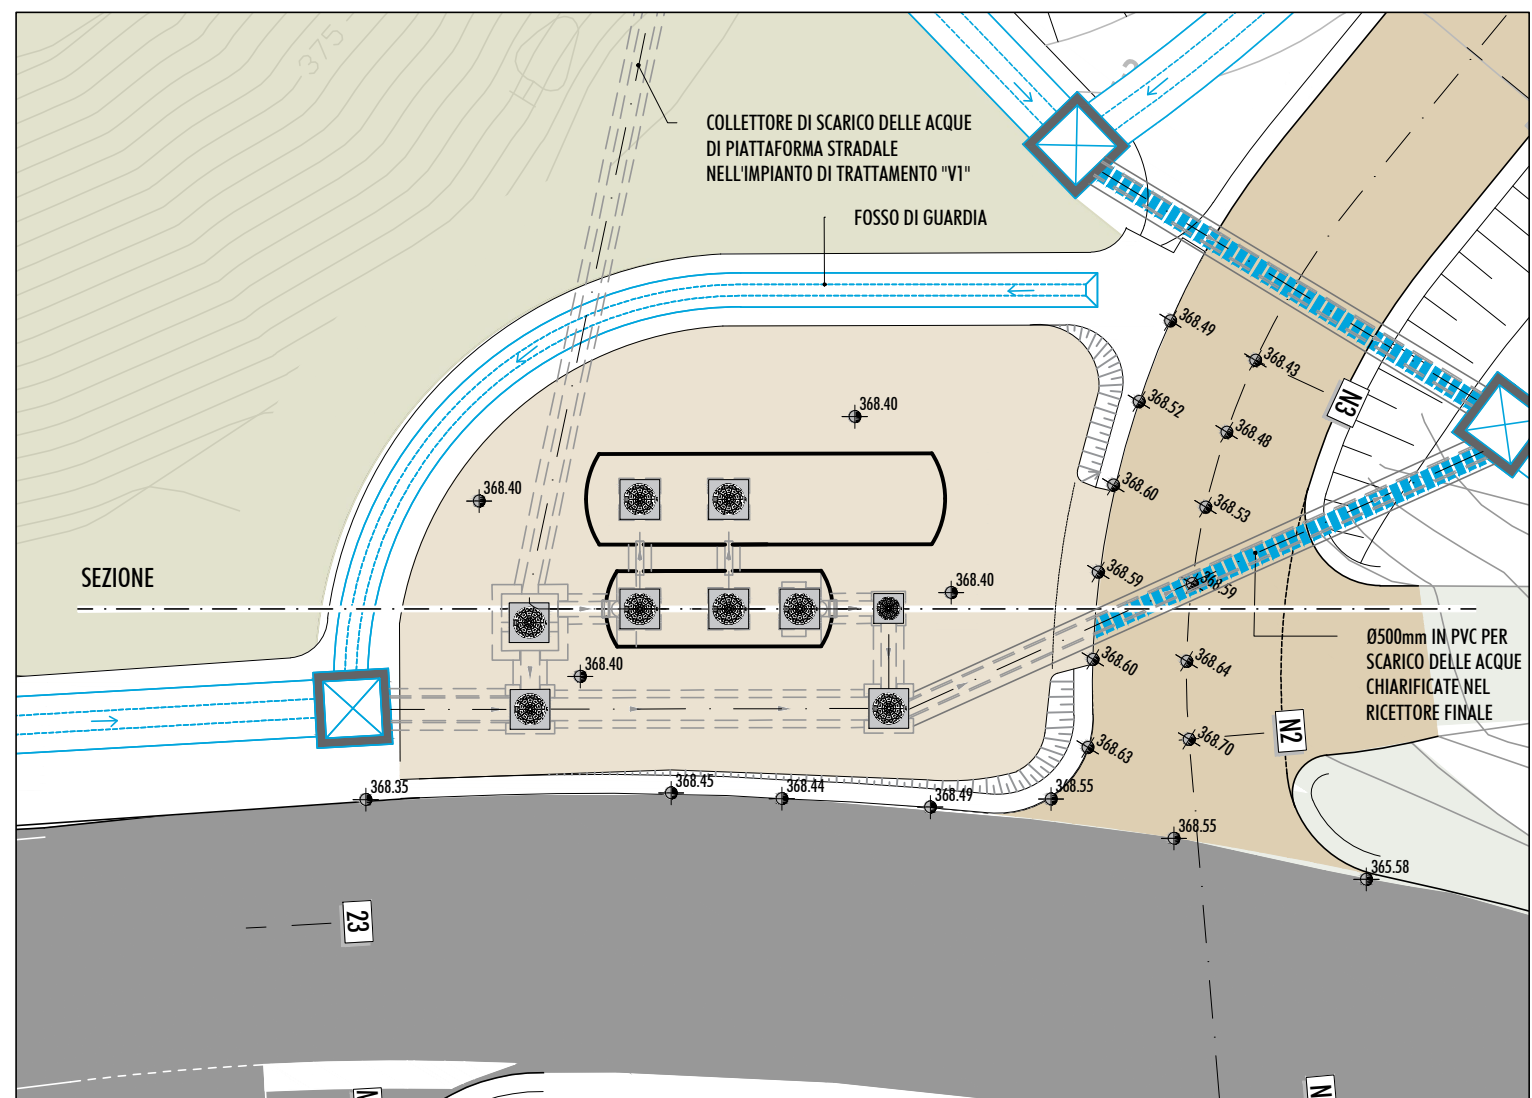 375
COLLETTORE DI SCARICO DELLE ACQUE
DI PIATTAFORMA STRADALE
NELL'IMPIANTO DI TRATTAMENTO "V1"
FOSSO DI GUARDIA
368.49
368.43
368.52
N3
368.48
368.40
368.40
368.60
368.53
SEZIONE
368.59
368.59
368.40
Ø500mm IN PVC PER
SCARICO DELLE ACQUE
CHIARIFICATE NEL
RICETTORE FINALE
368.40
368.60
368.64
N2
368.70
368.63
368.35
368.45
368.44
368.49
368.55
368.55
365.58
23